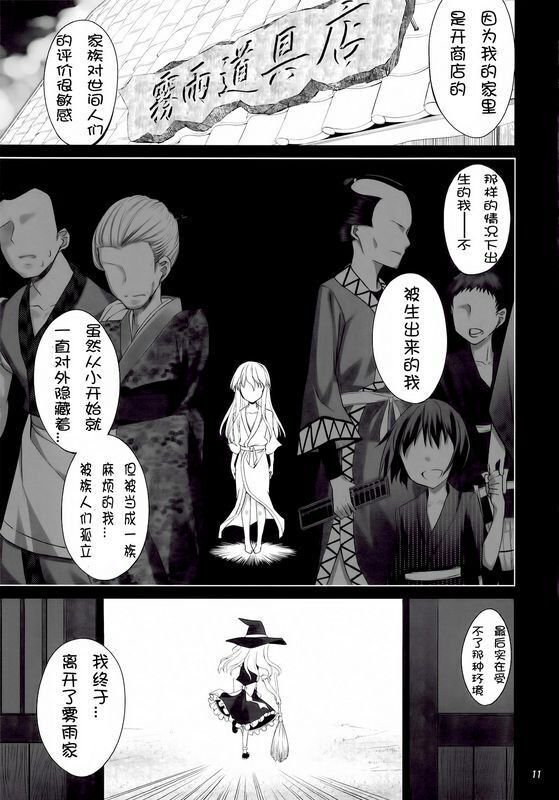 因为我的家里
是开商店的
霧雨道具店
家族对世间人们
的评价很敏感
那样的情况下出
生的我——不
被生出来的我
虽然从小开始就
一直对外隐藏着…
但被当成一族
麻烦的我…
被族人们孤立
最后实在受
不了那种环境
我终于…
离开了雾雨家
11